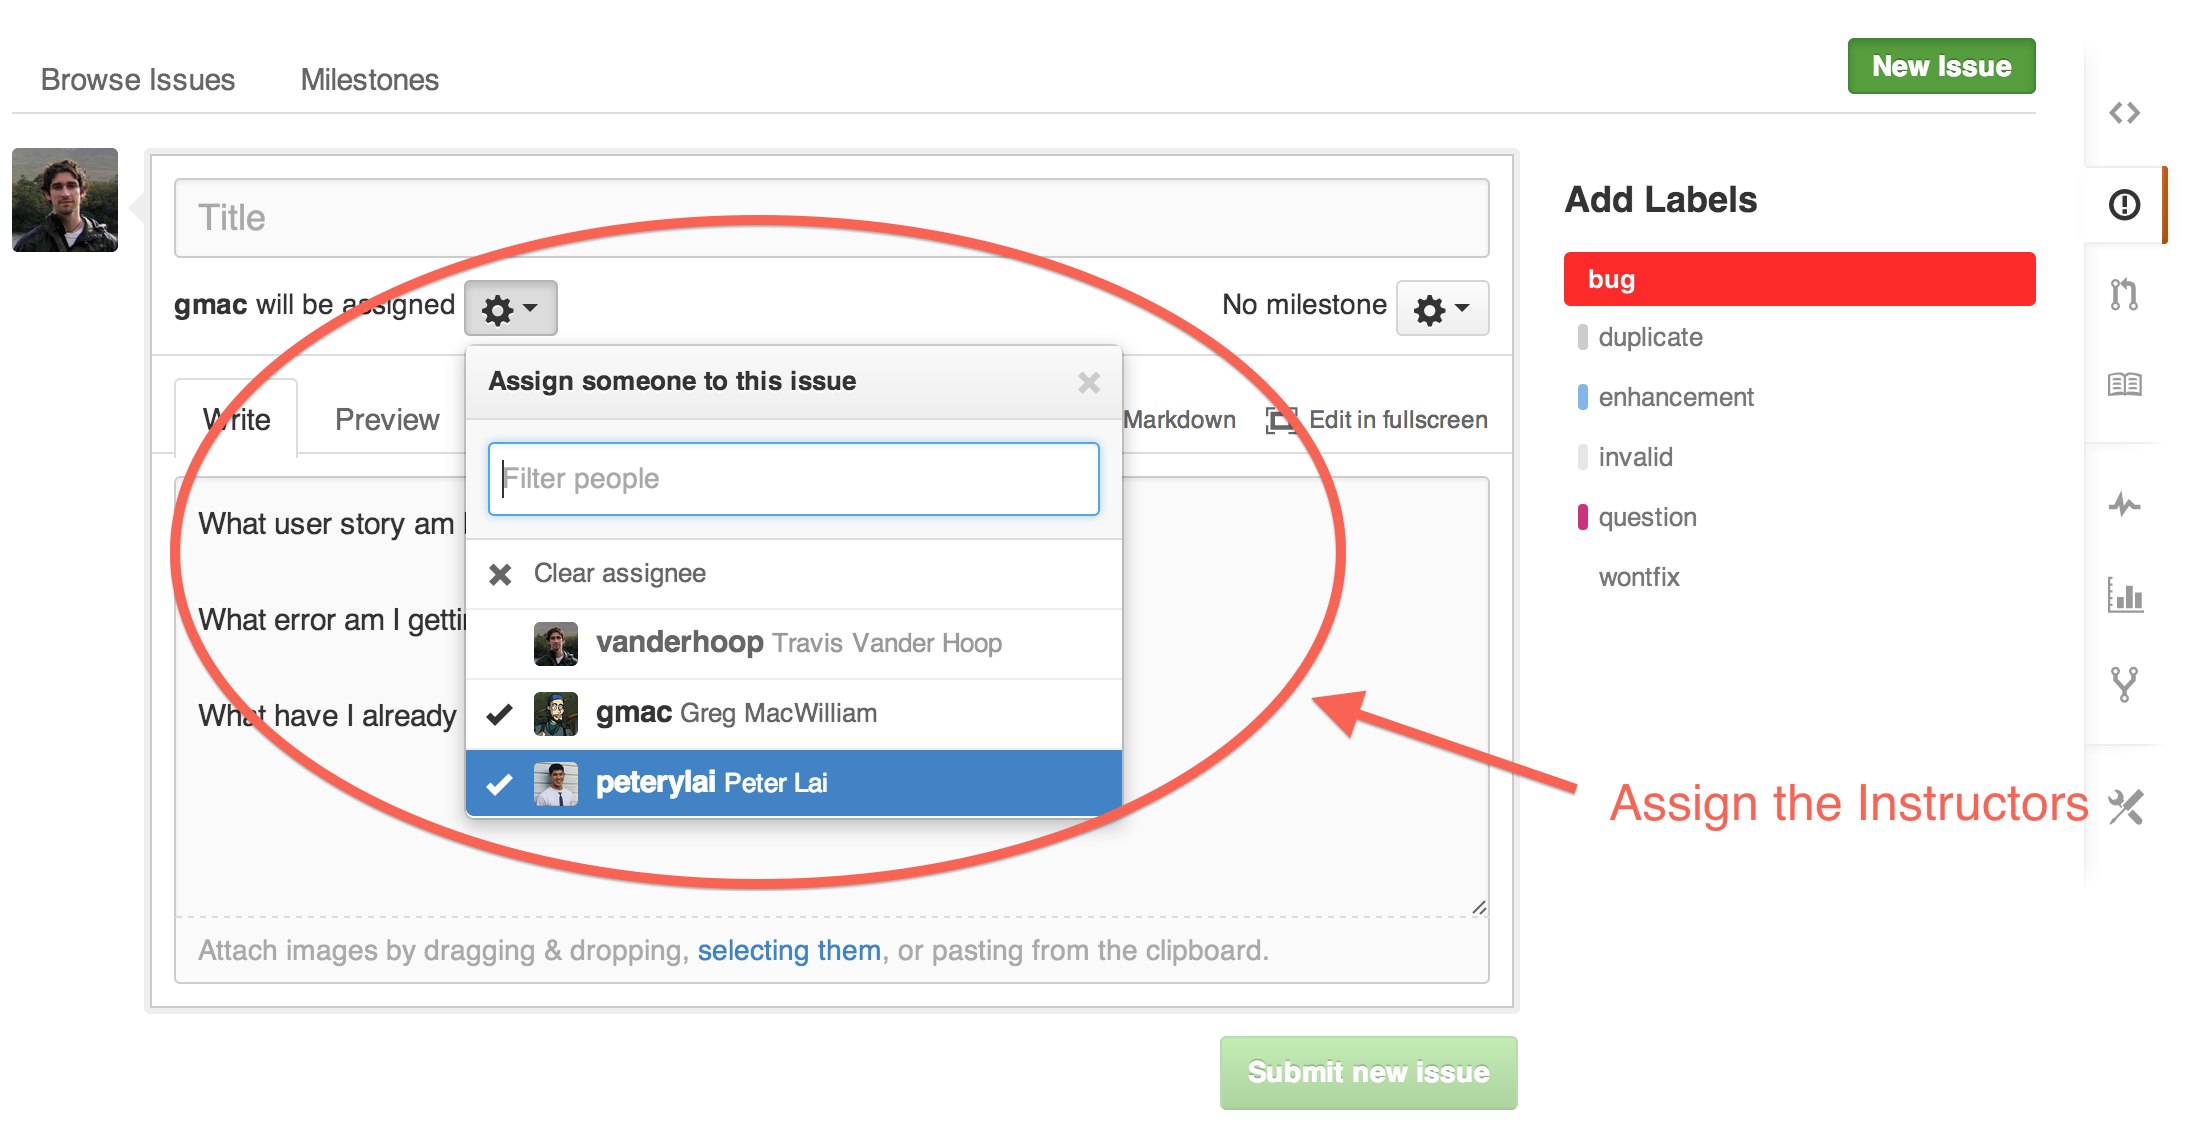 Browse Issues Milestones New Issue
Title
Add Labels
bug
gmac will be assigned No milestone
duplicate
Assign someone to this issue
enhancement
Write Preview Markdown Edit in fullscreen
invalid
Filter people
What user story am
question
Clear assignee
wontfix
What error am I getti
vanderhoop Travis Vander Hoop
What have I already
gmac Greg MacWilliam
peterylai Peter Lai
Assign the Instructors
Attach images by dragging & dropping, selecting them, or pasting from the clipboard.
Submit new issue